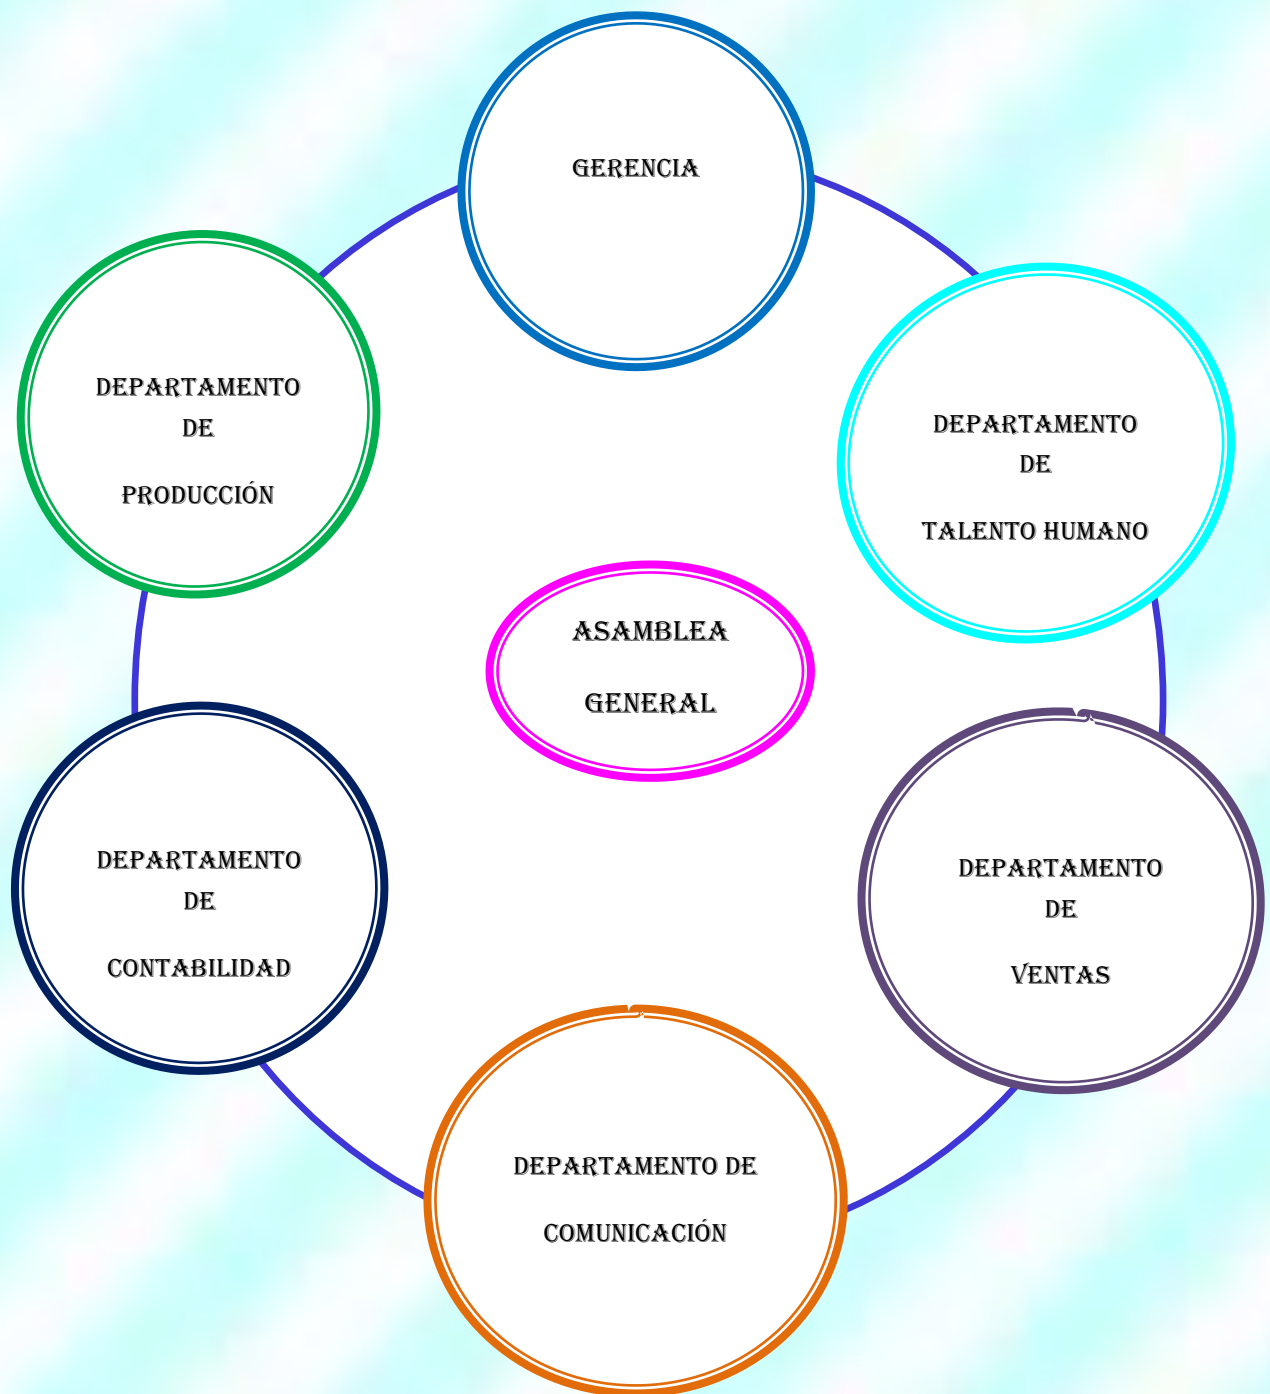 GERENCIA
DEPARTAMENTO
DE
PRODUCCIÓN
DEPARTAMENTO
DE
TALENTO HUMANO
ASAMBLEA
GENERAL
DEPARTAMENTO
DE
CONTABILIDAD
DEPARTAMENTO
DE
VENTAS
DEPARTAMENTO DE
COMUNICACIÓN